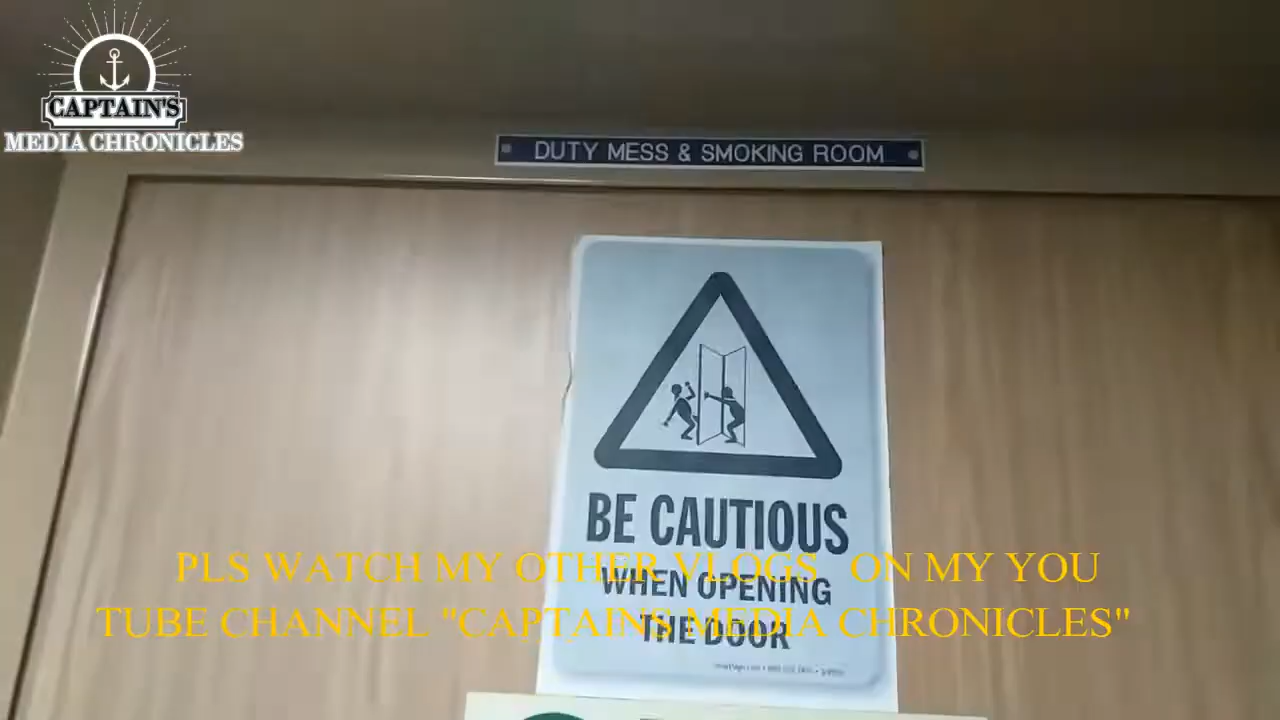 CAPTAIN'S
MEDIA CHRONICLES
DUTY MESS & SMOKING ROOM
BE CAUTIOUS
WHEN OPENING
THE DOOR
PLS WATCH MY OTHER VLOGS ON MY YOU
TUBE CHANNEL "CAPTAINS MEDIA CHRONICLES"